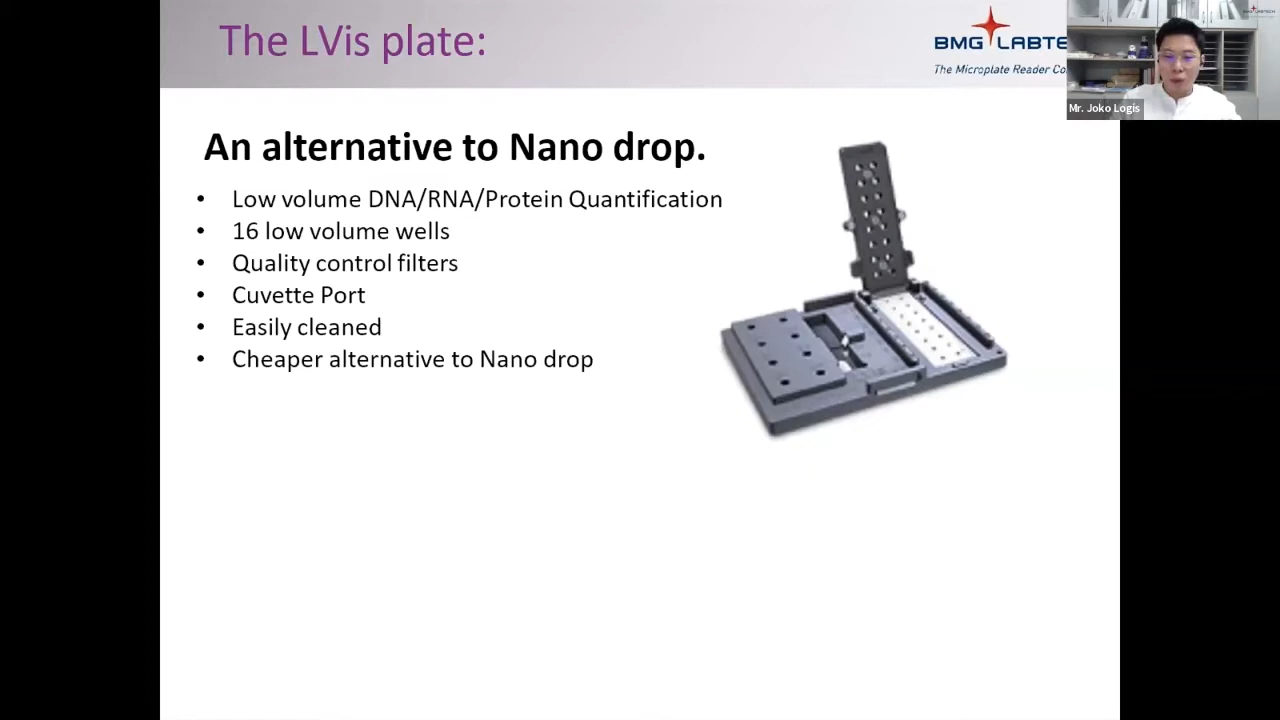 The LVis plate:
BMG LABTE
The Microplate Reader Co
BMG LABTECH
Mr. Joko Logis
An alternative to Nano drop.
• Low volume DNA/RNA/Protein Quantification
• 16 low volume wells
• Quality control filters
• Cuvette Port
• Easily cleaned
• Cheaper alternative to Nano drop